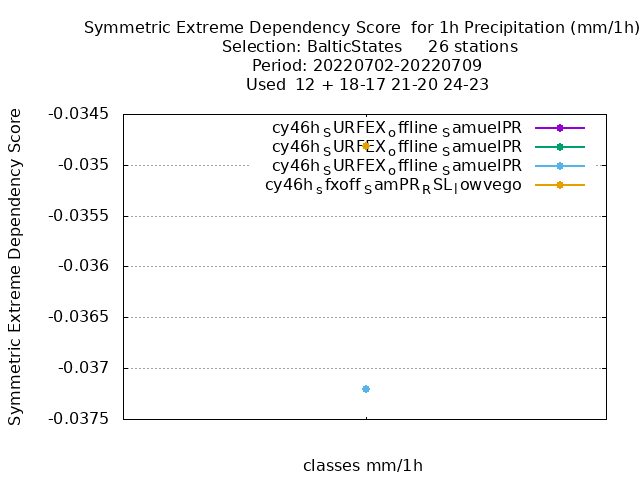 Symmetric Extreme Dependency Score for 1h Precipitation (mm/1h)
Selection: BalticStates 26 stations
Period: 20220702-20220709
Used 12 + 18-17 21-20 24-23
Symmetric Extreme Dependency Score
-0.0345
-0.035
-0.0355
-0.036
-0.0365
-0.037
-0.0375
cy46h_SURFEX_offline_SamuelPR
cy46h_SURFEX_offline_SamuelPR
cy46h_SURFEX_offline_SamuelPR
cy46h_sfxoff_SamPR_RSL_lowvego
classes mm/1h